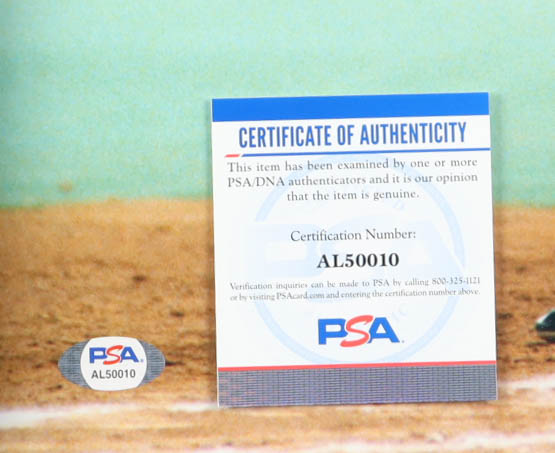 CERTIFICATE OF AUTHENTICITY
This item has been examined by one or more
PSA/DNA authenticators and it is our opinion
that the item is genuine.
Certification Number:
AL50010
Verification inquiries can be made to PSA by calling 800-325-1121
or by visiting PSAcard.com and entering the certification number above.
PSA
PSA
AL50010